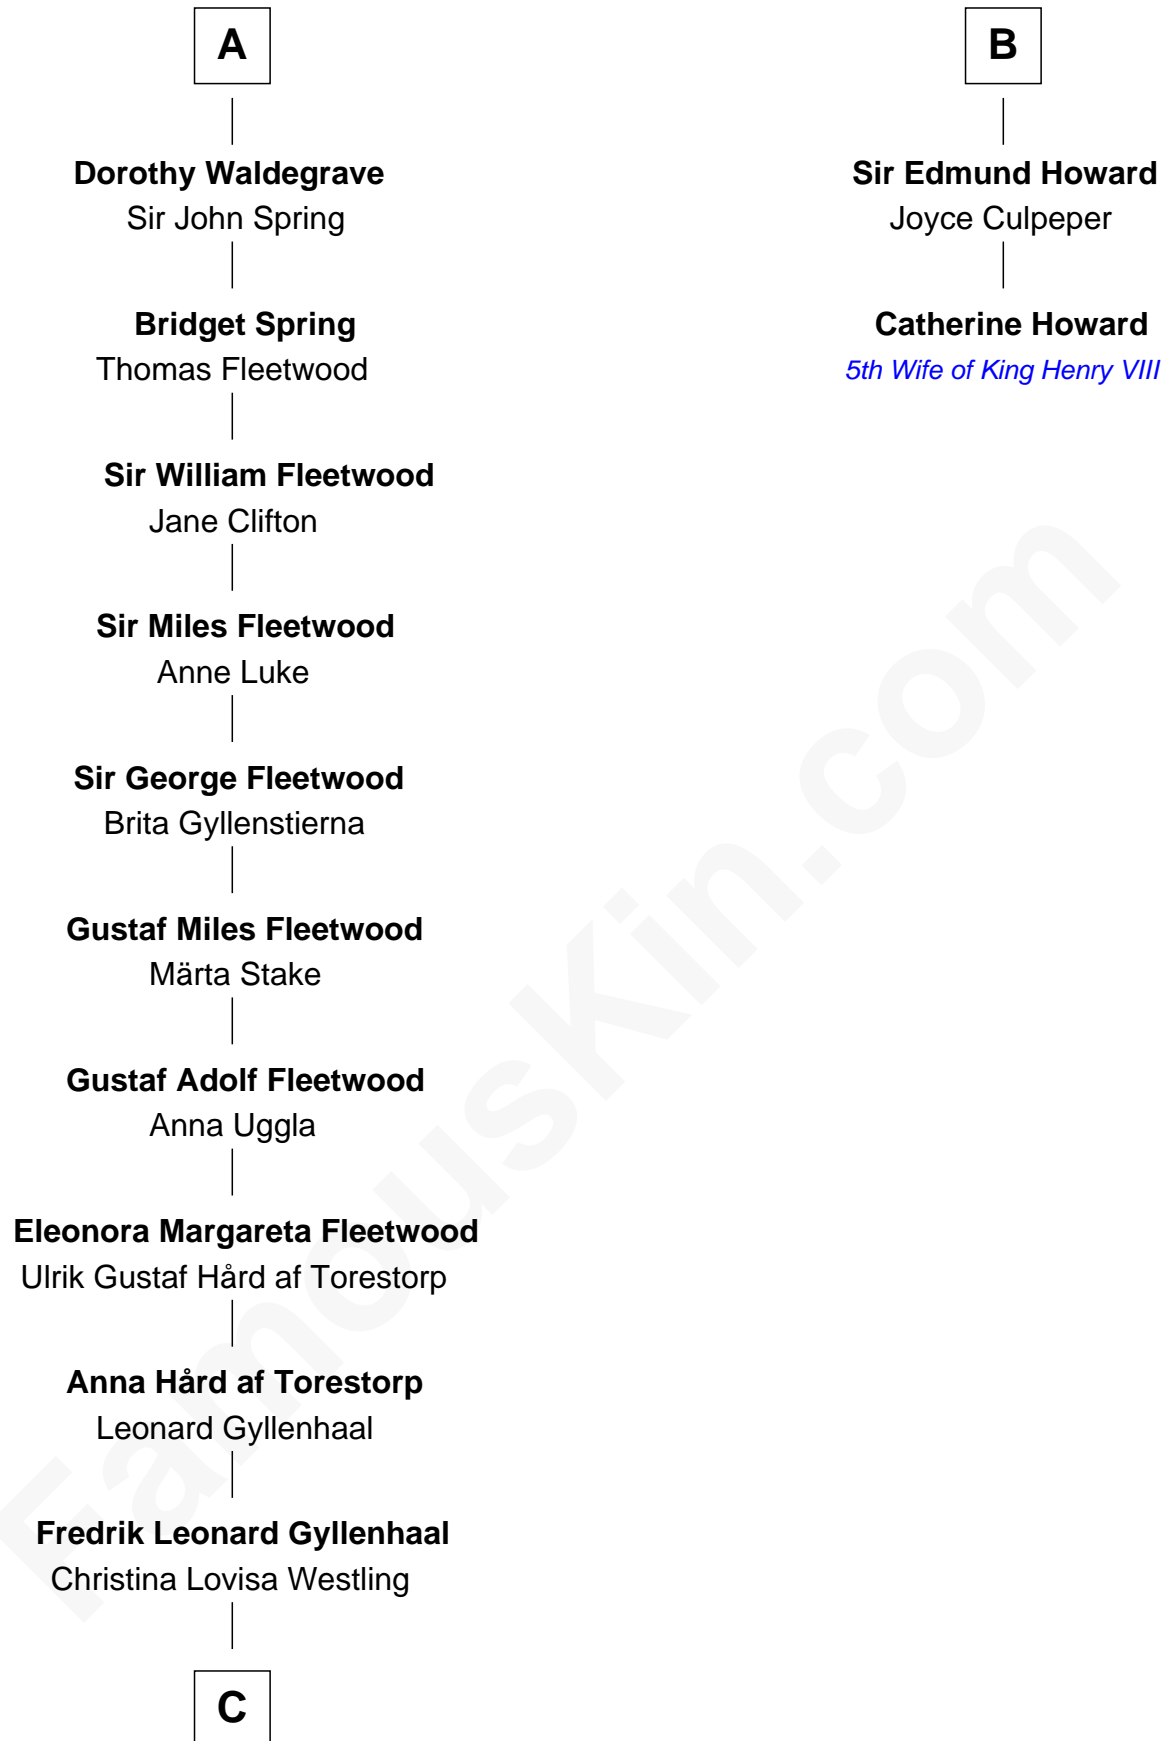 A
Dorothy Waldegrave
Sir John Spring
Bridget Spring
Thomas Fleetwood
Sir William Fleetwood
Jane Clifton
Sir Miles Fleetwood
Anne Luke
Sir George Fleetwood
Brita Gyllenstierna
Gustaf Miles Fleetwood
Märta Stake
Gustaf Adolf Fleetwood
Anna Uggla
Eleonora Margareta Fleetwood
Ulrik Gustaf Hård af Torestorp
Anna Hård af Torestorp
Leonard Gyllenhaal
Fredrik Leonard Gyllenhaal
Christina Lovisa Westling
C
B
Sir Edmund Howard
Joyce Culpeper
Catherine Howard
5th Wife of King Henry VIII
FamousKin.com